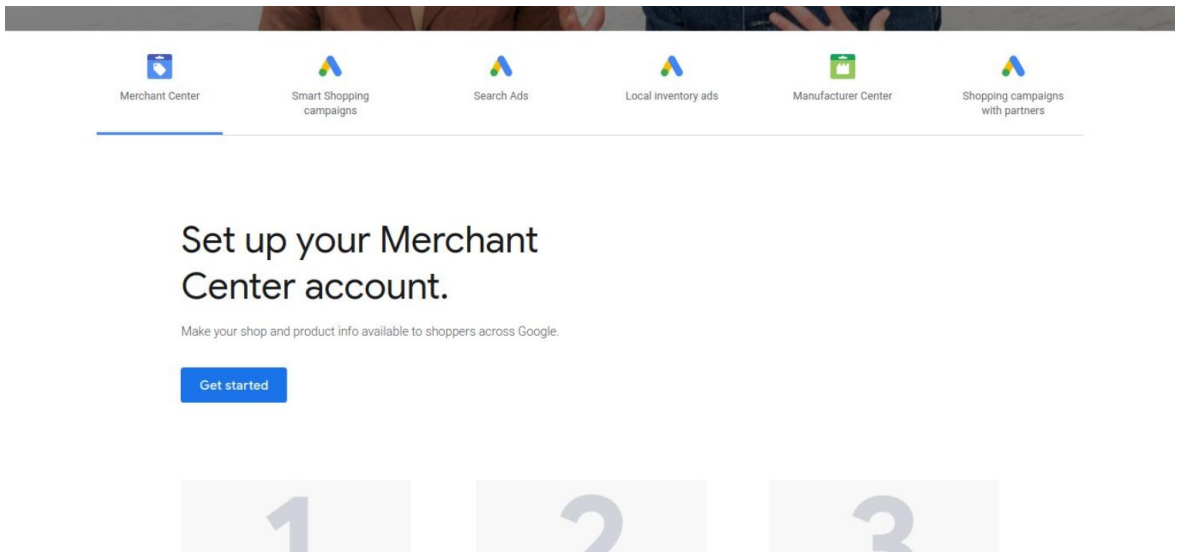 Merchant Center
Smart Shopping
campaigns
Search Ads
Local inventory ads
Manufacturer Center
Shopping campaigns
with partners
Set up your Merchant
Center account.
Make your shop and product info available to shoppers across Google.
Get started
1
2
3